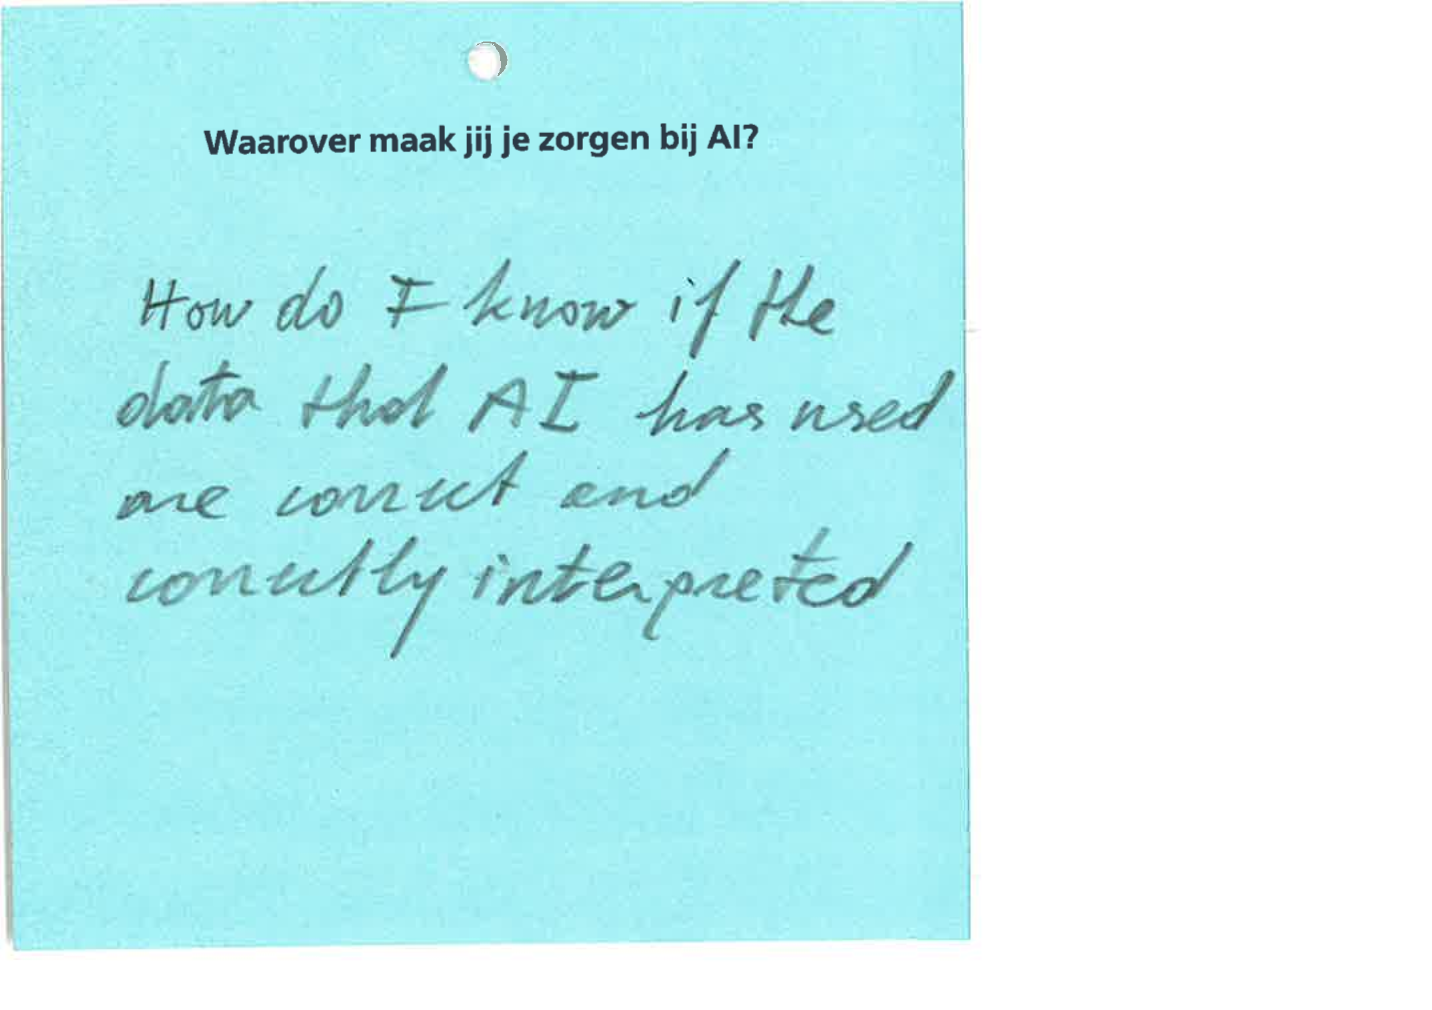 Waarover maak jij je zorgen bij AI?
How do I know if the
data that AI has used
are correct and
correctly interpreted